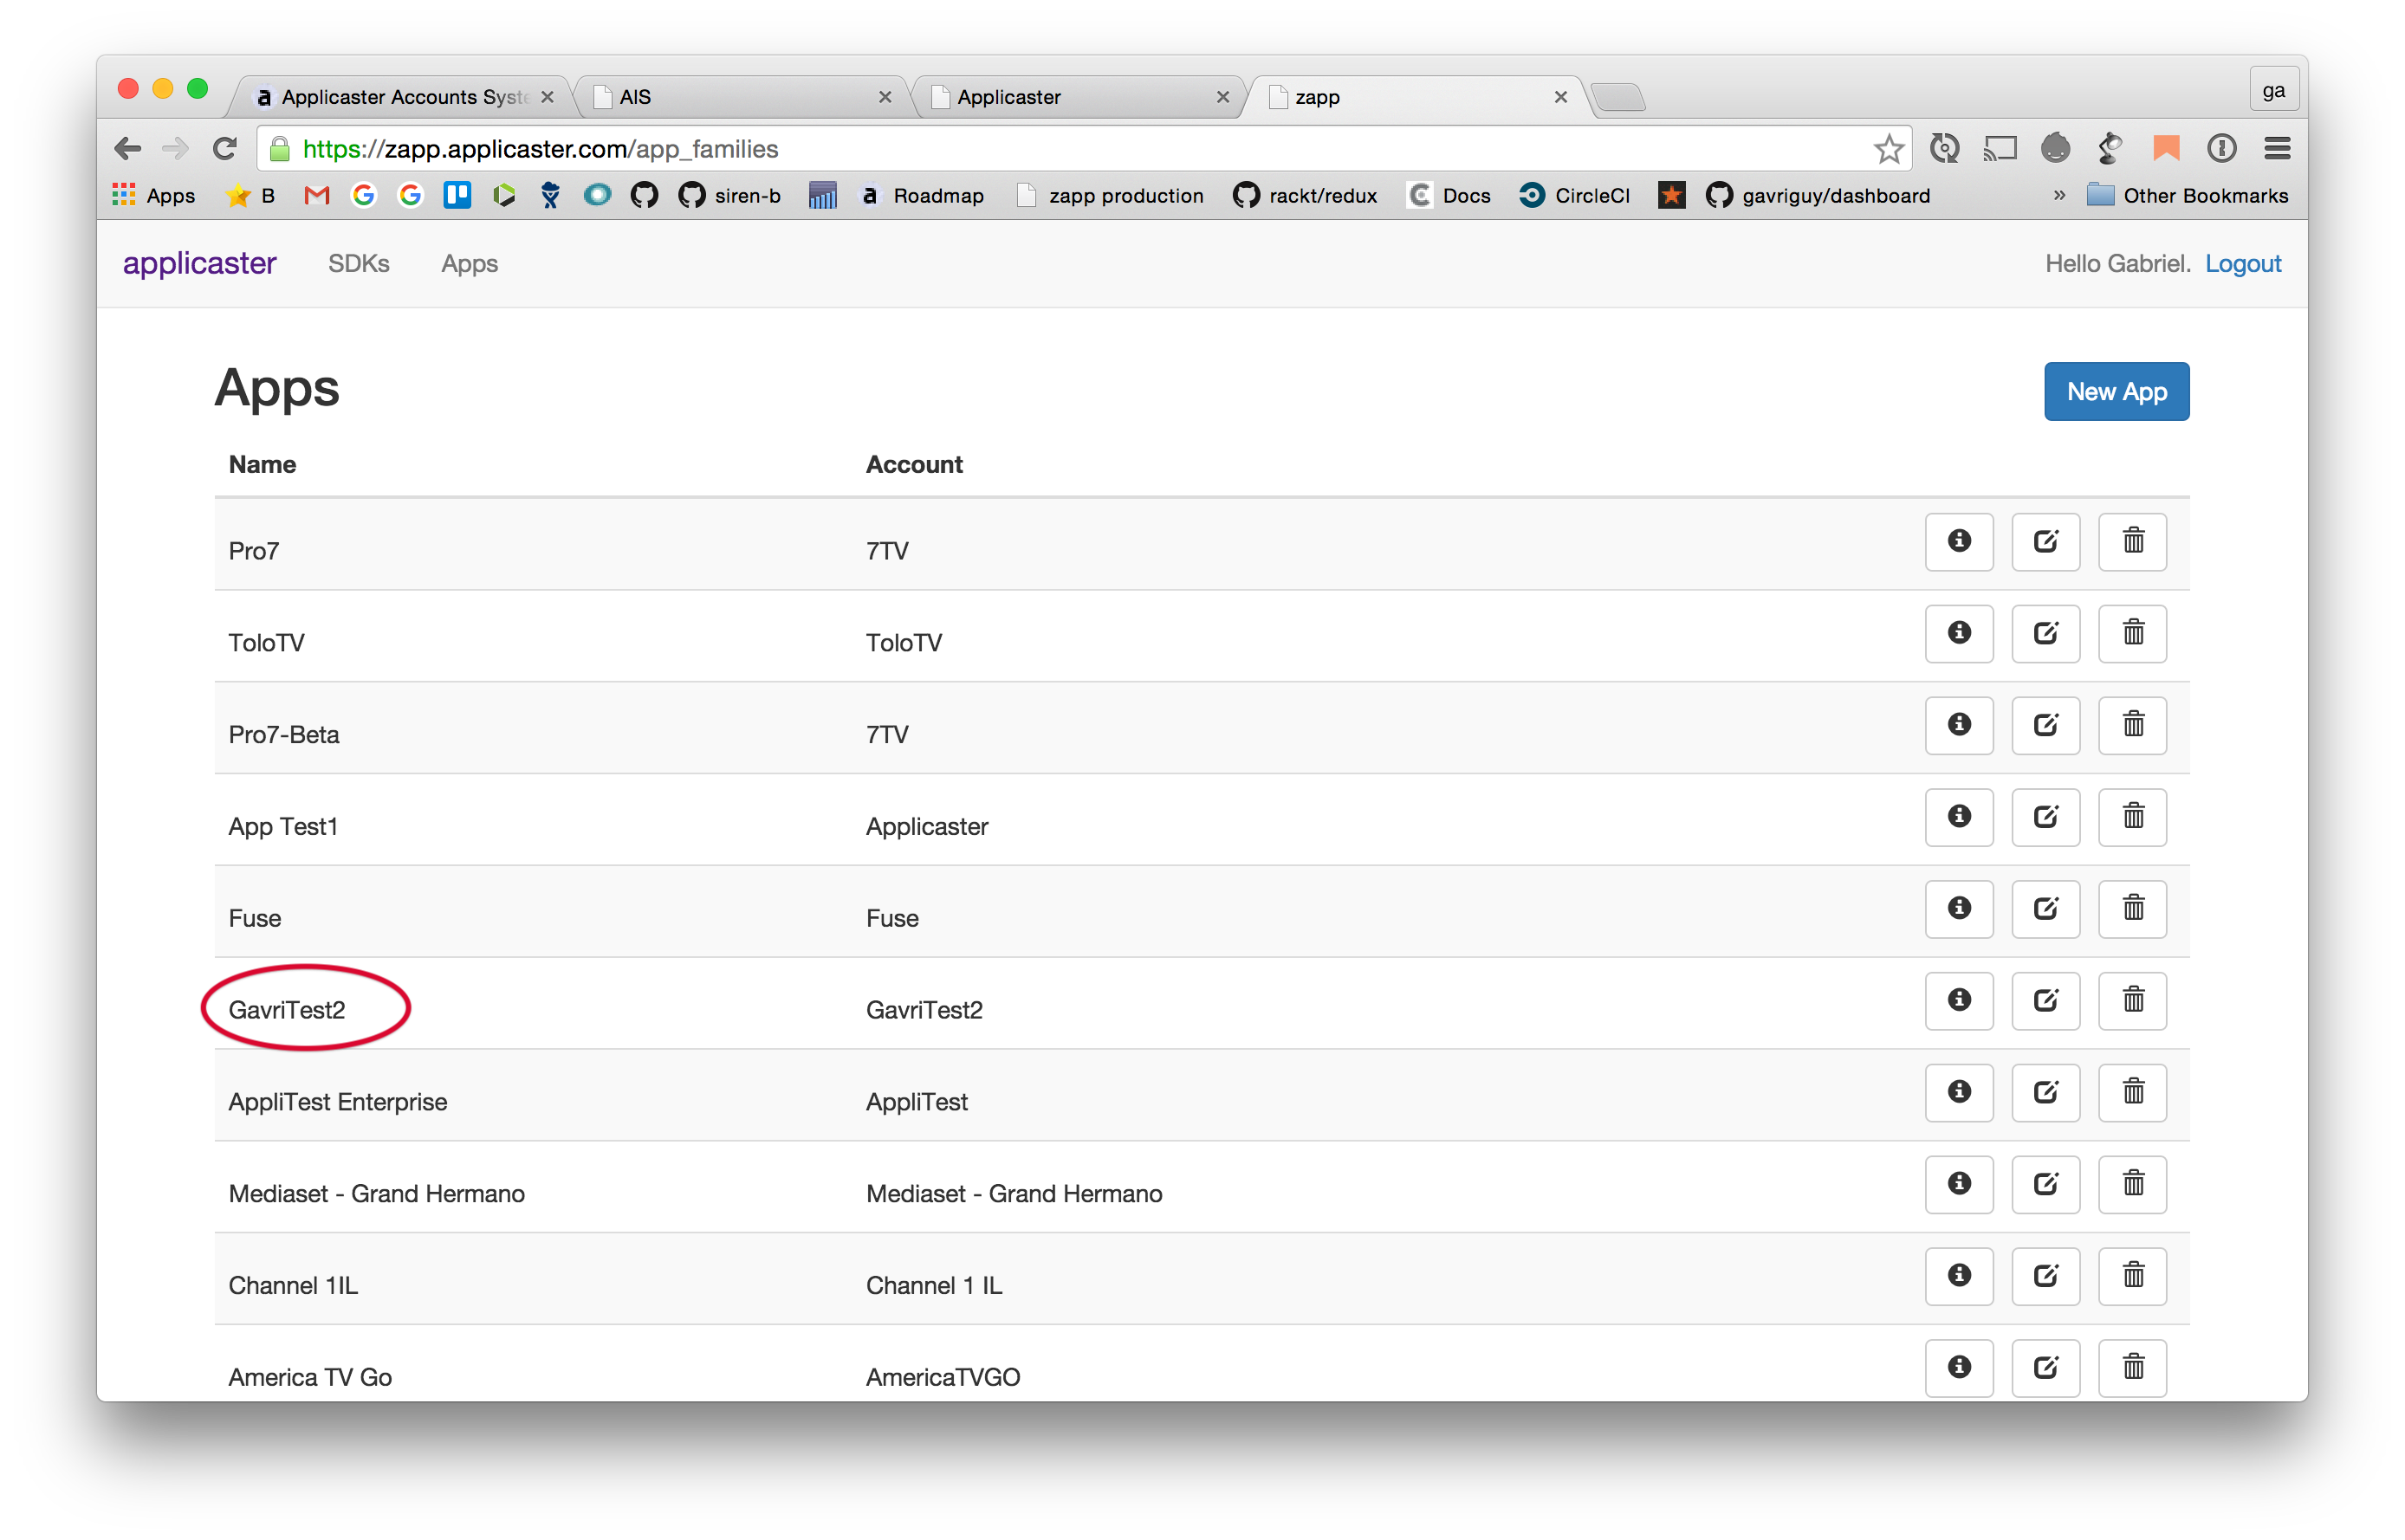 Applicaster Accounts Syste
AIS
Applicaster
zapp
ga
https://zapp.applicaster.com/app_families
Apps B siren-b a Roadmap zapp production rackt/redux Docs CircleCI gavriguy/dashboard » Other Bookmarks
applicaster SDKs Apps Hello Gabriel. Logout
Apps New App
Name Account
Pro7 7TV
ToloTV ToloTV
Pro7-Beta 7TV
App Test1 Applicaster
Fuse Fuse
GavriTest2 GavriTest2
AppliTest Enterprise AppliTest
Mediaset - Grand Hermano Mediaset - Grand Hermano
Channel 1IL Channel 1 IL
America TV Go AmericaTVGO